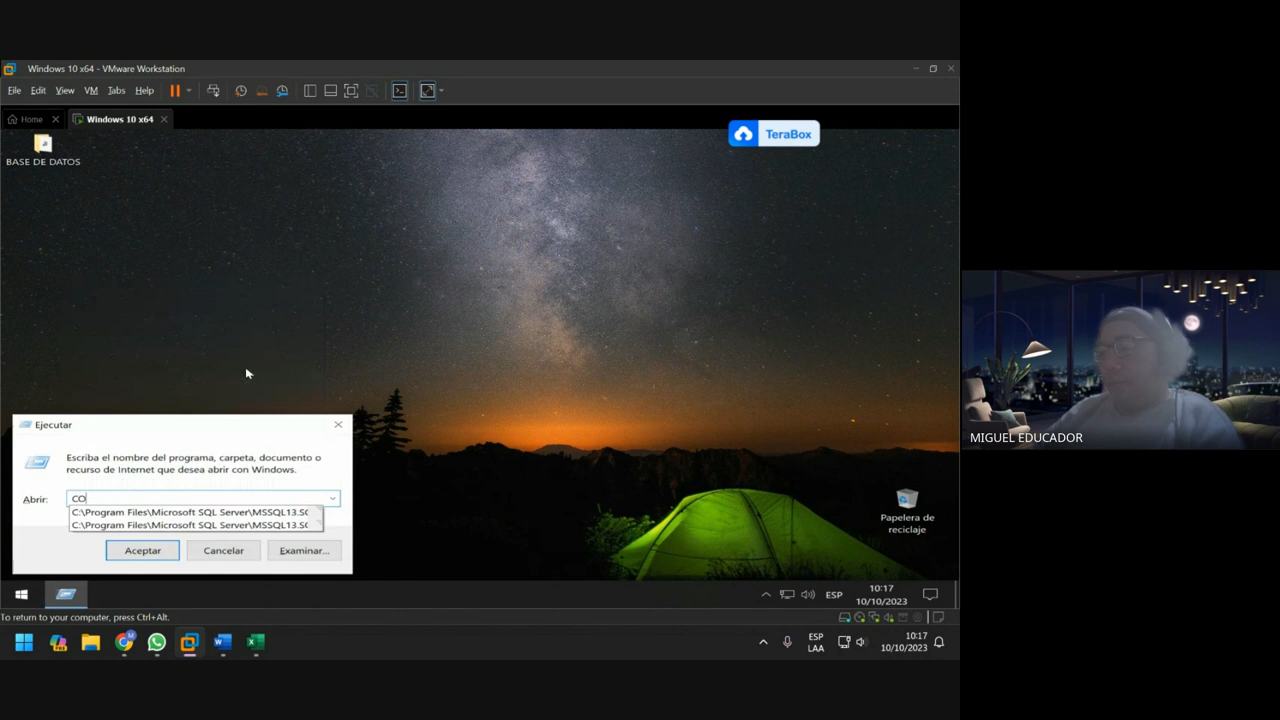 Windows 10 x64 - VMware Workstation
File Edit View VM Tabs Help
Home
Windows 10 x64
TeraBox
BASE DE DATOS
Ejecutar
Escriba el nombre del programa, carpeta, documento o
recurso de Internet que desea abrir con Windows.
Abrir: CO
C:\Program Files\Microsoft SQL Server\MSSQL13.SC
C:\Program Files\Microsoft SQL Server\MSSQL13.SC
Aceptar Cancelar Examinar...
Papelera de
reciclaje
ESP
10:17
10/10/2023
To return to your computer, press Ctrl+Alt.
ESP
LAA
10:17
10/10/2023
MIGUEL EDUCADOR